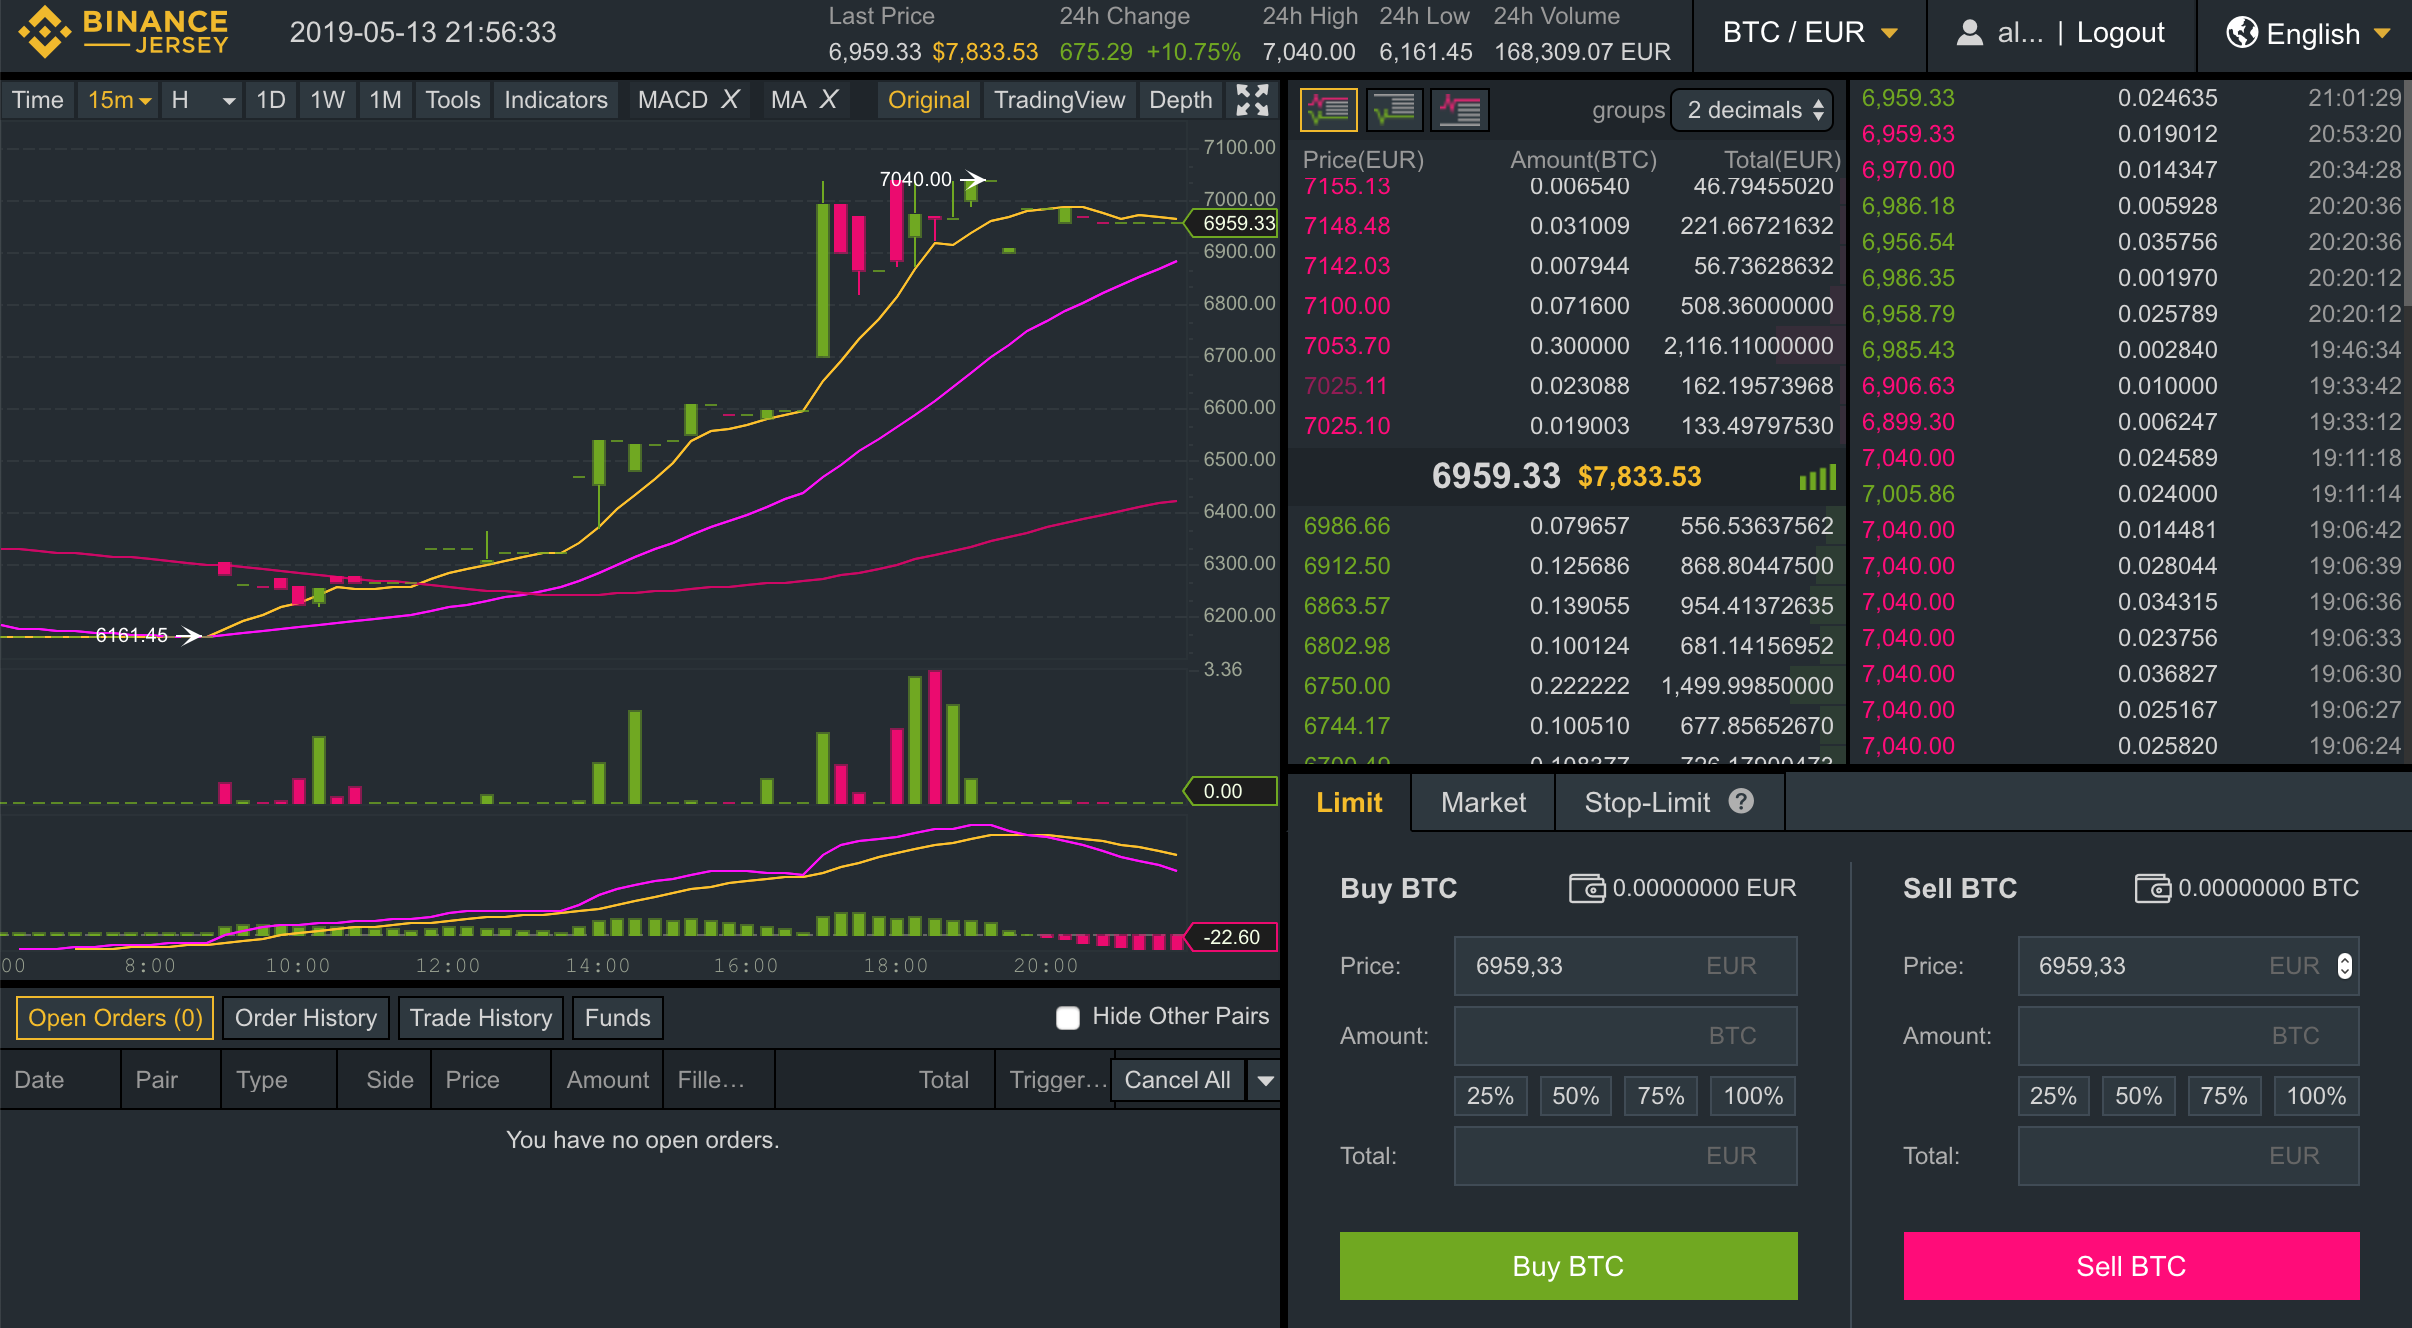 BINANCE
JERSEY
2019-05-13 21:56:33
Last Price
6,959.33 $7,833.53
24h Change
675.29 +10.75%
24h High
7,040.00
24h Low
6,161.45
24h Volume
168,309.07 EUR
BTC / EUR
al... | Logout
English
Time 15m H 1D 1W 1M Tools Indicators MACD X MA X Original TradingView Depth
7100.00
7000.00
6959.33
6900.00
6800.00
6700.00
6600.00
6500.00
6400.00
6300.00
6200.00
7040.00
6161.45
3.36
0.00
-22.60
00 8:00 10:00 12:00 14:00 16:00 18:00 20:00
groups 2 decimals
Price(EUR) Amount(BTC) Total(EUR)
7155.13 0.006540 46.79455020
7148.48 0.031009 221.66721632
7142.03 0.007944 56.73628632
7100.00 0.071600 508.36000000
7053.70 0.300000 2,116.11000000
7025.11 0.023088 162.19573968
7025.10 0.019003 133.49797530
6959.33 $7,833.53
6986.66 0.079657 556.53637562
6912.50 0.125686 868.80447500
6863.57 0.139055 954.41372635
6802.98 0.100124 681.14156952
6750.00 0.222222 1,499.99850000
6744.17 0.100510 677.85652670
6,959.33 0.024635 21:01:29
6,959.33 0.019012 20:53:20
6,970.00 0.014347 20:34:28
6,986.18 0.005928 20:20:36
6,956.54 0.035756 20:20:36
6,986.35 0.001970 20:20:12
6,958.79 0.025789 20:20:12
6,985.43 0.002840 19:46:34
6,906.63 0.010000 19:33:42
6,899.30 0.006247 19:33:12
7,040.00 0.024589 19:11:18
7,005.86 0.024000 19:11:14
7,040.00 0.014481 19:06:42
7,040.00 0.028044 19:06:39
7,040.00 0.034315 19:06:36
7,040.00 0.023756 19:06:33
7,040.00 0.036827 19:06:30
7,040.00 0.025167 19:06:27
7,040.00 0.025820 19:06:24
Open Orders (0) Order History Trade History Funds Hide Other Pairs
Date Pair Type Side Price Amount Fille... Total Trigger... Cancel All
You have no open orders.
Limit Market Stop-Limit ?
Buy BTC 0.00000000 EUR
Price: 6959,33 EUR
Amount: BTC
25% 50% 75% 100%
Total: EUR
Buy BTC
Sell BTC 0.00000000 BTC
Price: 6959,33 EUR
Amount: BTC
25% 50% 75% 100%
Total: EUR
Sell BTC